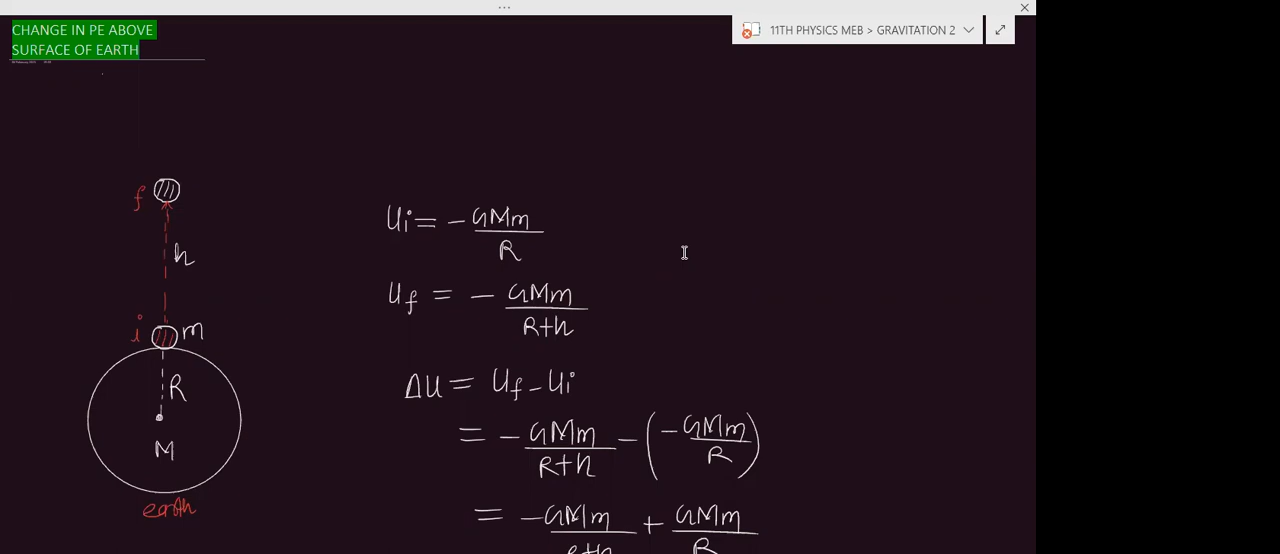 CHANGE IN PE ABOVE
SURFACE OF EARTH
11TH PHYSICS MEB > GRAVITATION 2
f
h
i
m
R
M
earth
Ui = - GMm / R
Uf = - GMm / R+h
ΔU = Uf - Ui
= - GMm / R+h - (- GMm / R)
= - GMm / R+h + GMm / R